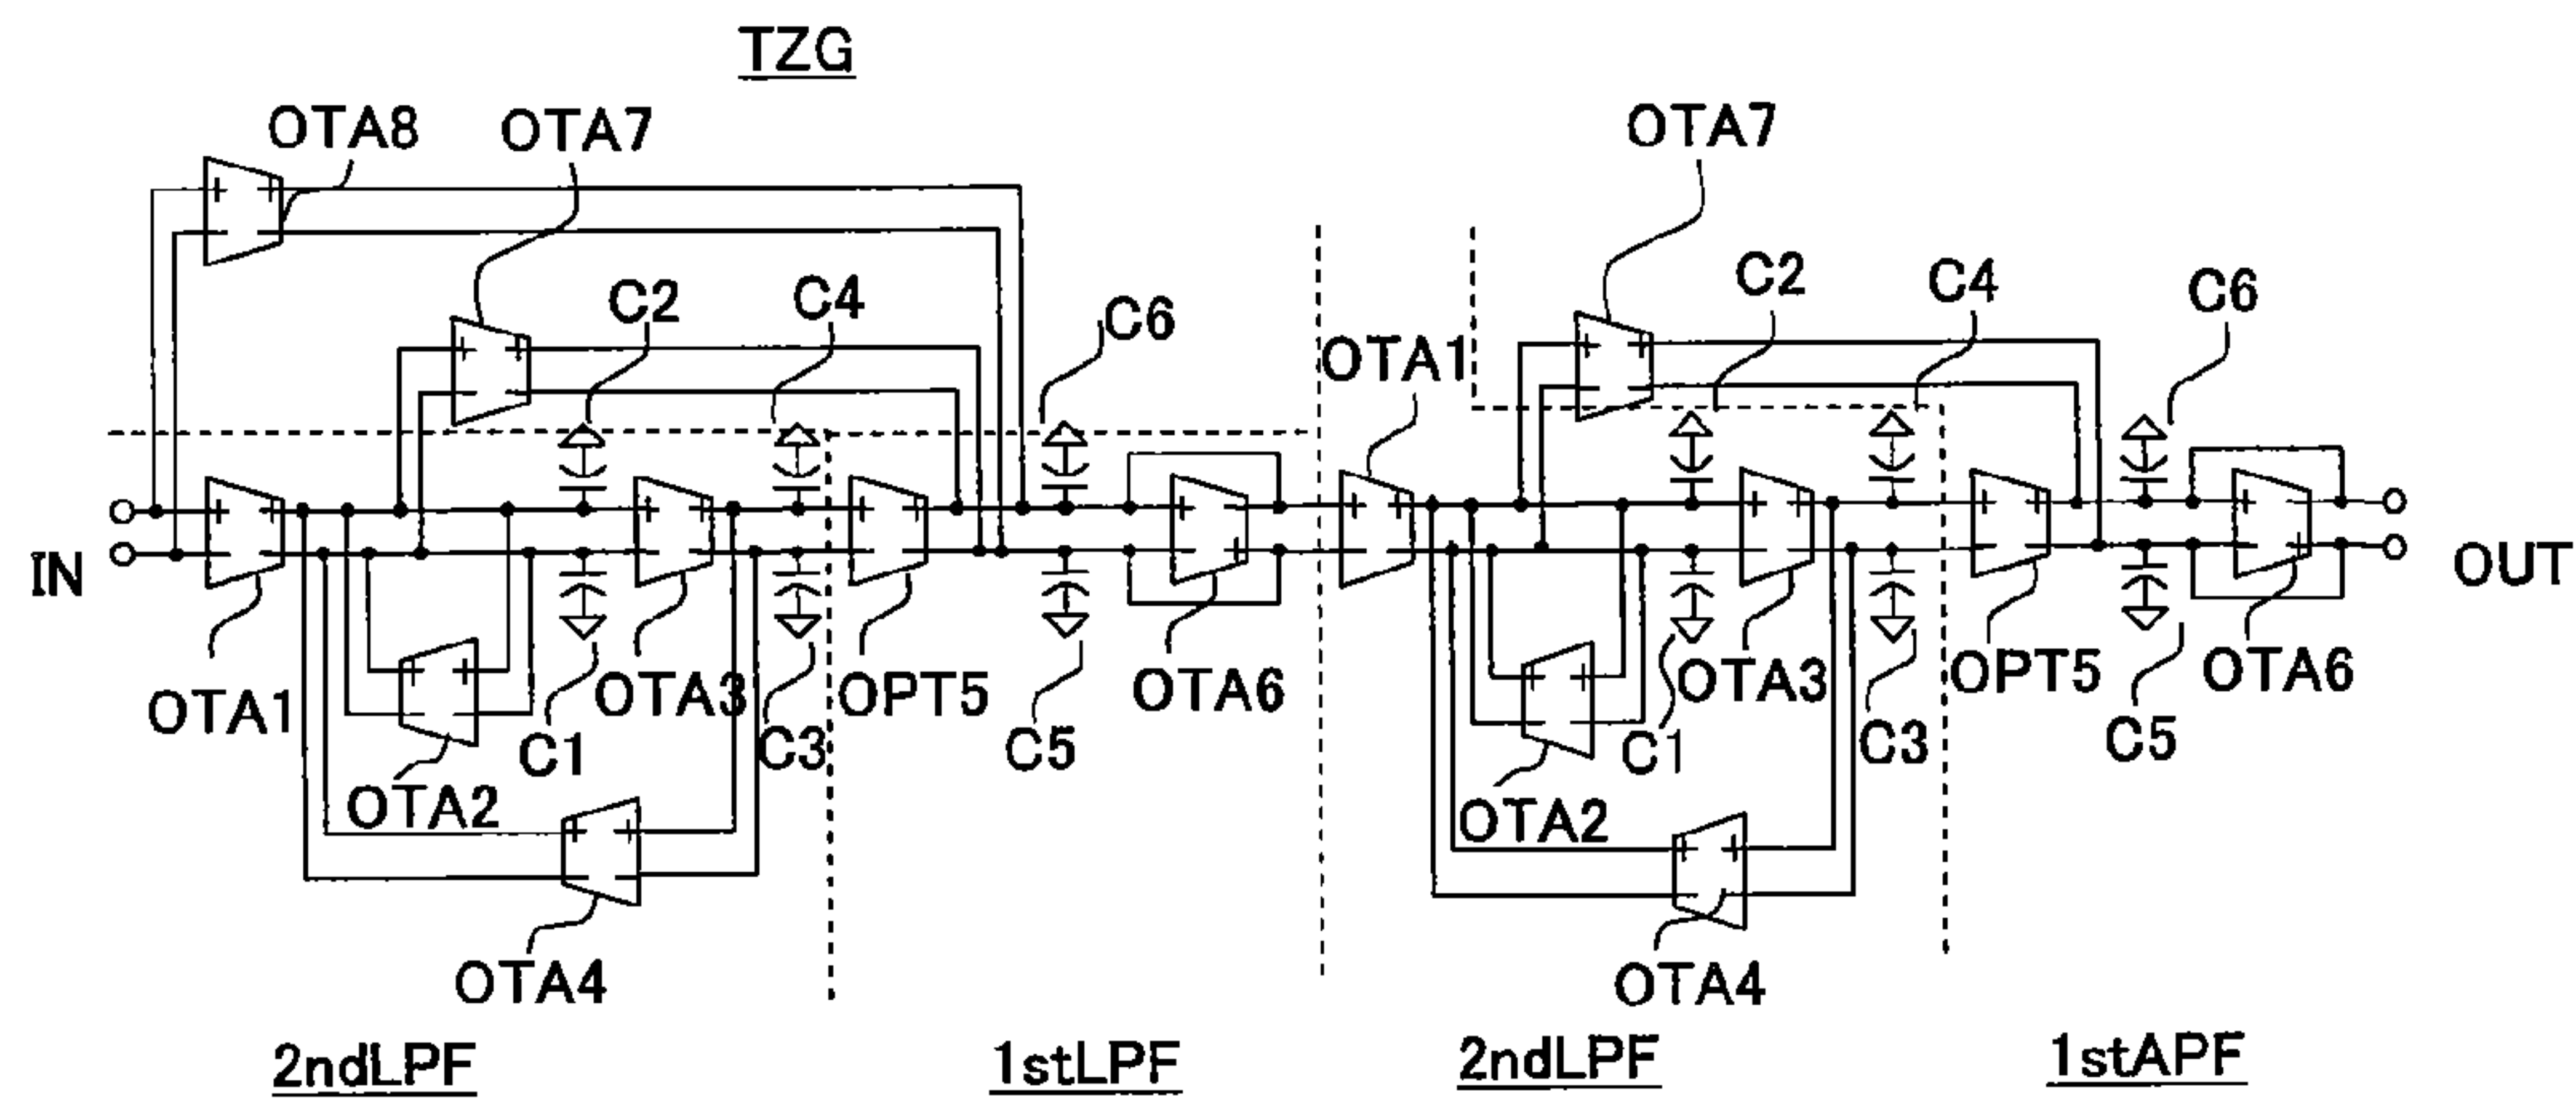 TZG
OTA8
OTA7
OTA7
C2
C4
C6
C2
C4
C6
OTA1
IN
OUT
OTA1
C1
OTA3
C3
OPT5
C5
OTA6
OTA2
OTA4
C1
OTA3
C3
OPT5
C5
OTA6
OTA2
OTA4
2ndLPF
1stLPF
2ndLPF
1stAPF